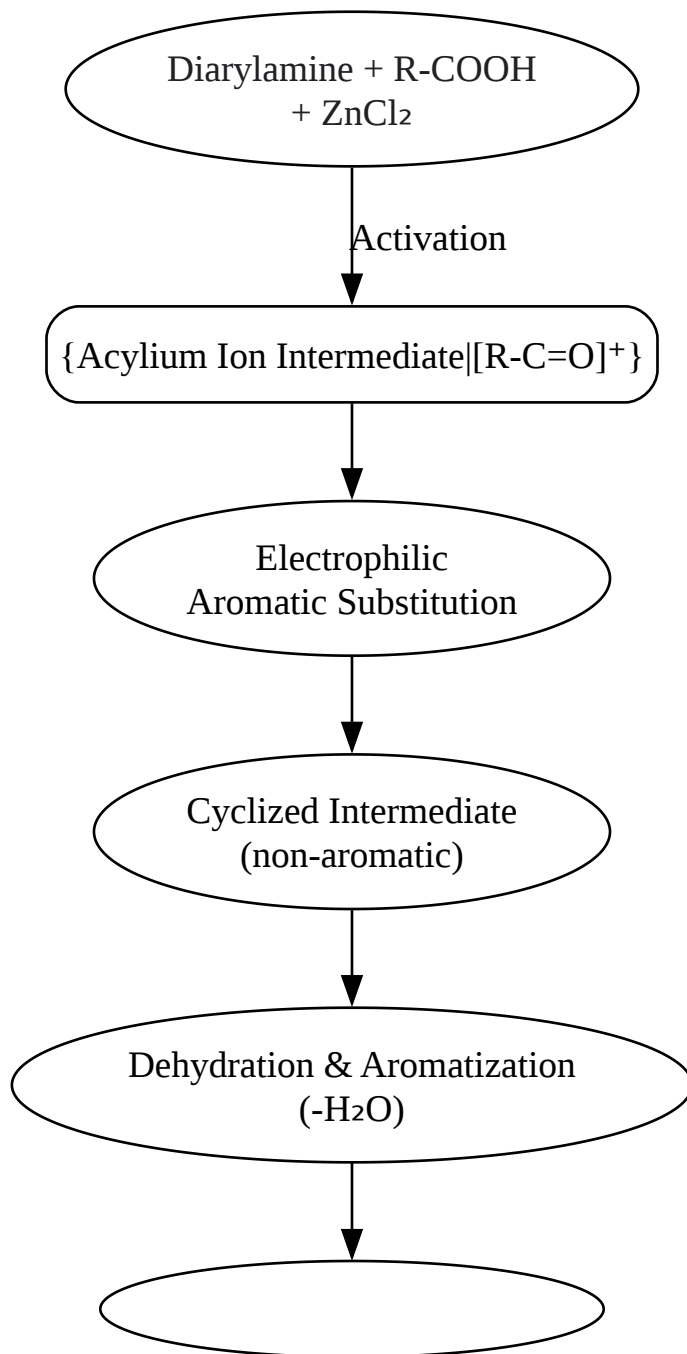 Diarylamine + R-COOH
+ ZnCl₂
Activation
{Acylium Ion Intermediate|[R-C=O]⁺}
Electrophilic
Aromatic Substitution
Cyclized Intermediate
(non-aromatic)
Dehydration & Aromatization
(-H₂O)